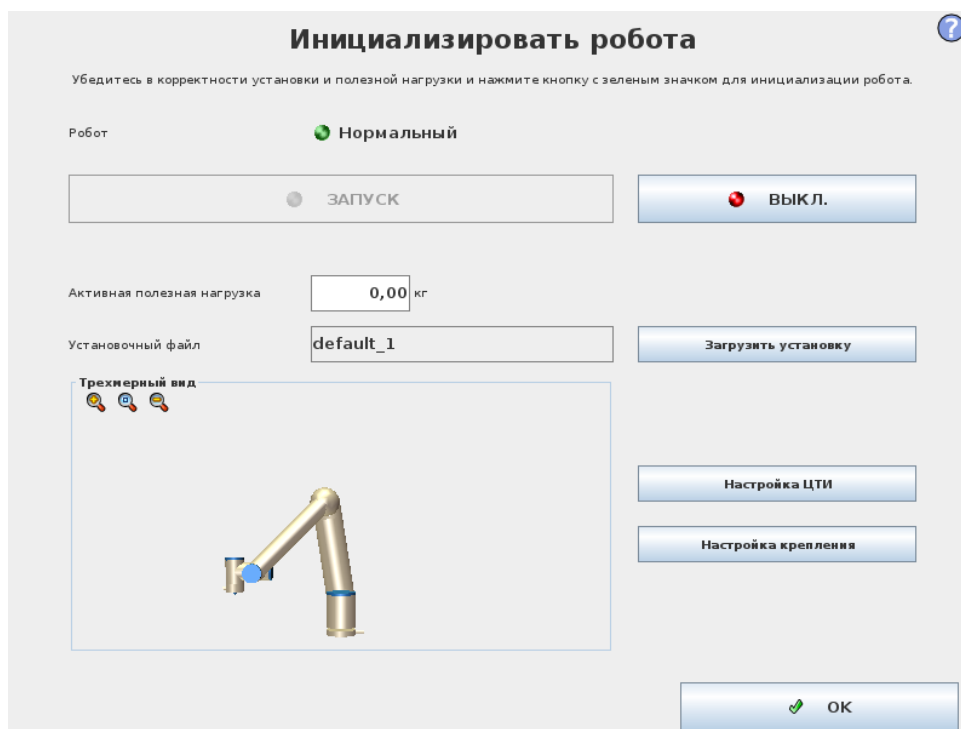 Инициализировать робота
?
Убедитесь в корректности установки и полезной нагрузки и нажмите кнопку с зеленым значком для инициализации робота.
Робот
Нормальный
ЗАПУСК
ВЫКЛ.
Активная полезная нагрузка
0,00 кг
Установочный файл
default_1
Загрузить установку
Трехмерный вид
Настройка ЦТИ
Настройка крепления
OK